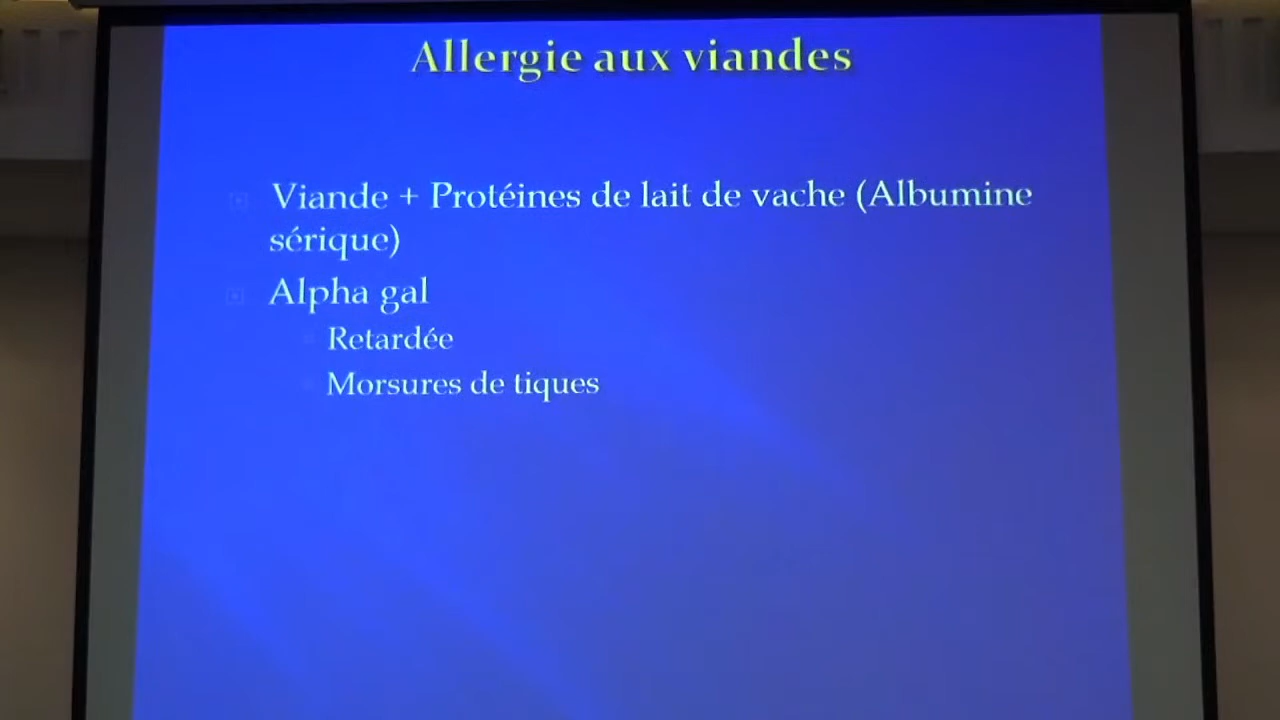 Allergie aux viandes
Viande + Protéines de lait de vache (Albumine
sérique)
Alpha gal
Retardée
Morsures de tiques